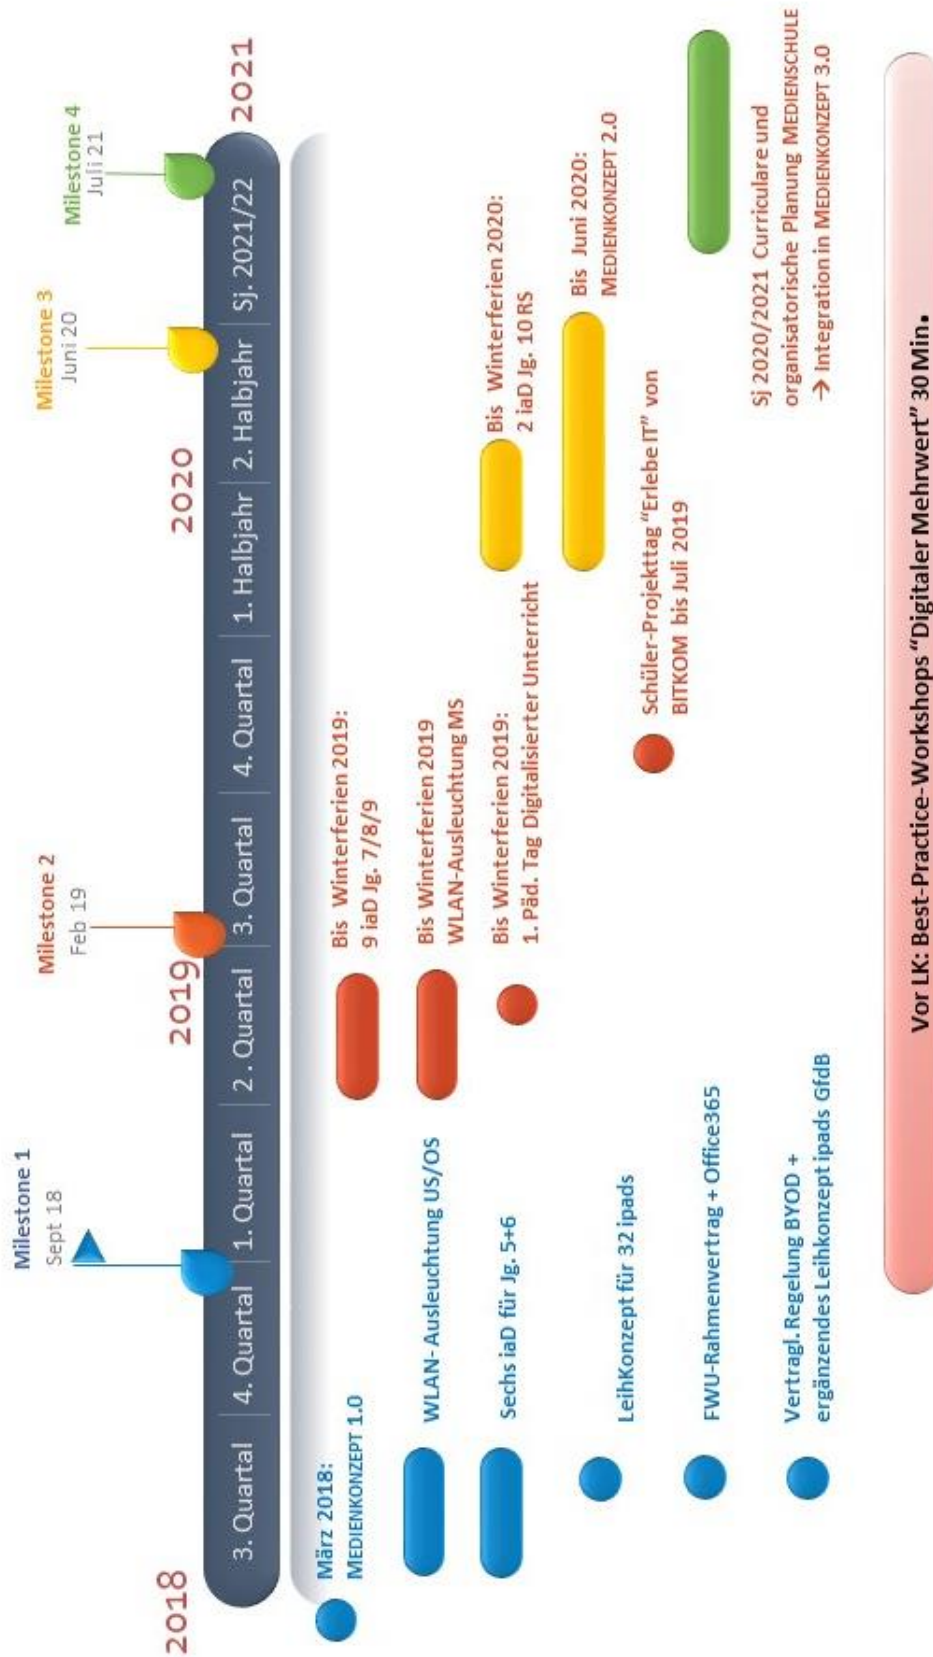 Milestone 1
Sept 18
Milestone 2
Feb 19
Milestone 3
Juni 20
Milestone 4
Juli 21
2018
2019
2020
2021
3. Quartal
4. Quartal
1. Quartal
2 . Quartal
3. Quartal
4. Quartal
1. Halbjahr
2. Halbjahr
Sj. 2021/22
März 2018:
MEDIENKONZEPT 1.0
WLAN- Ausleuchtung US/OS
Sechs iaD für Jg. 5+6
LeihKonzept für 32 ipads
FWU-Rahmenvertrag + Office365
Vertragl. Regelung BYOD +
ergänzendes Leihkonzept ipads GfdB
Bis Winterferien 2019:
9 iaD Jg. 7/8/9
Bis Winterferien 2019
WLAN-Ausleuchtung MS
Bis Winterferien 2019:
1. Päd. Tag Digitalisierter Unterricht
Schüler-Projekttag "Erlebe IT" von
BITKOM bis Juli 2019
Bis Winterferien 2020:
2 iaD Jg. 10 RS
Bis Juni 2020:
MEDIENKONZEPT 2.0
Sj 2020/2021 Curriculare und
organisatorische Planung MEDIENSCHULE
→ Integration in MEDIENKONZEPT 3.0
Vor LK: Best-Practice-Workshops "Digitaler Mehrwert" 30 Min.